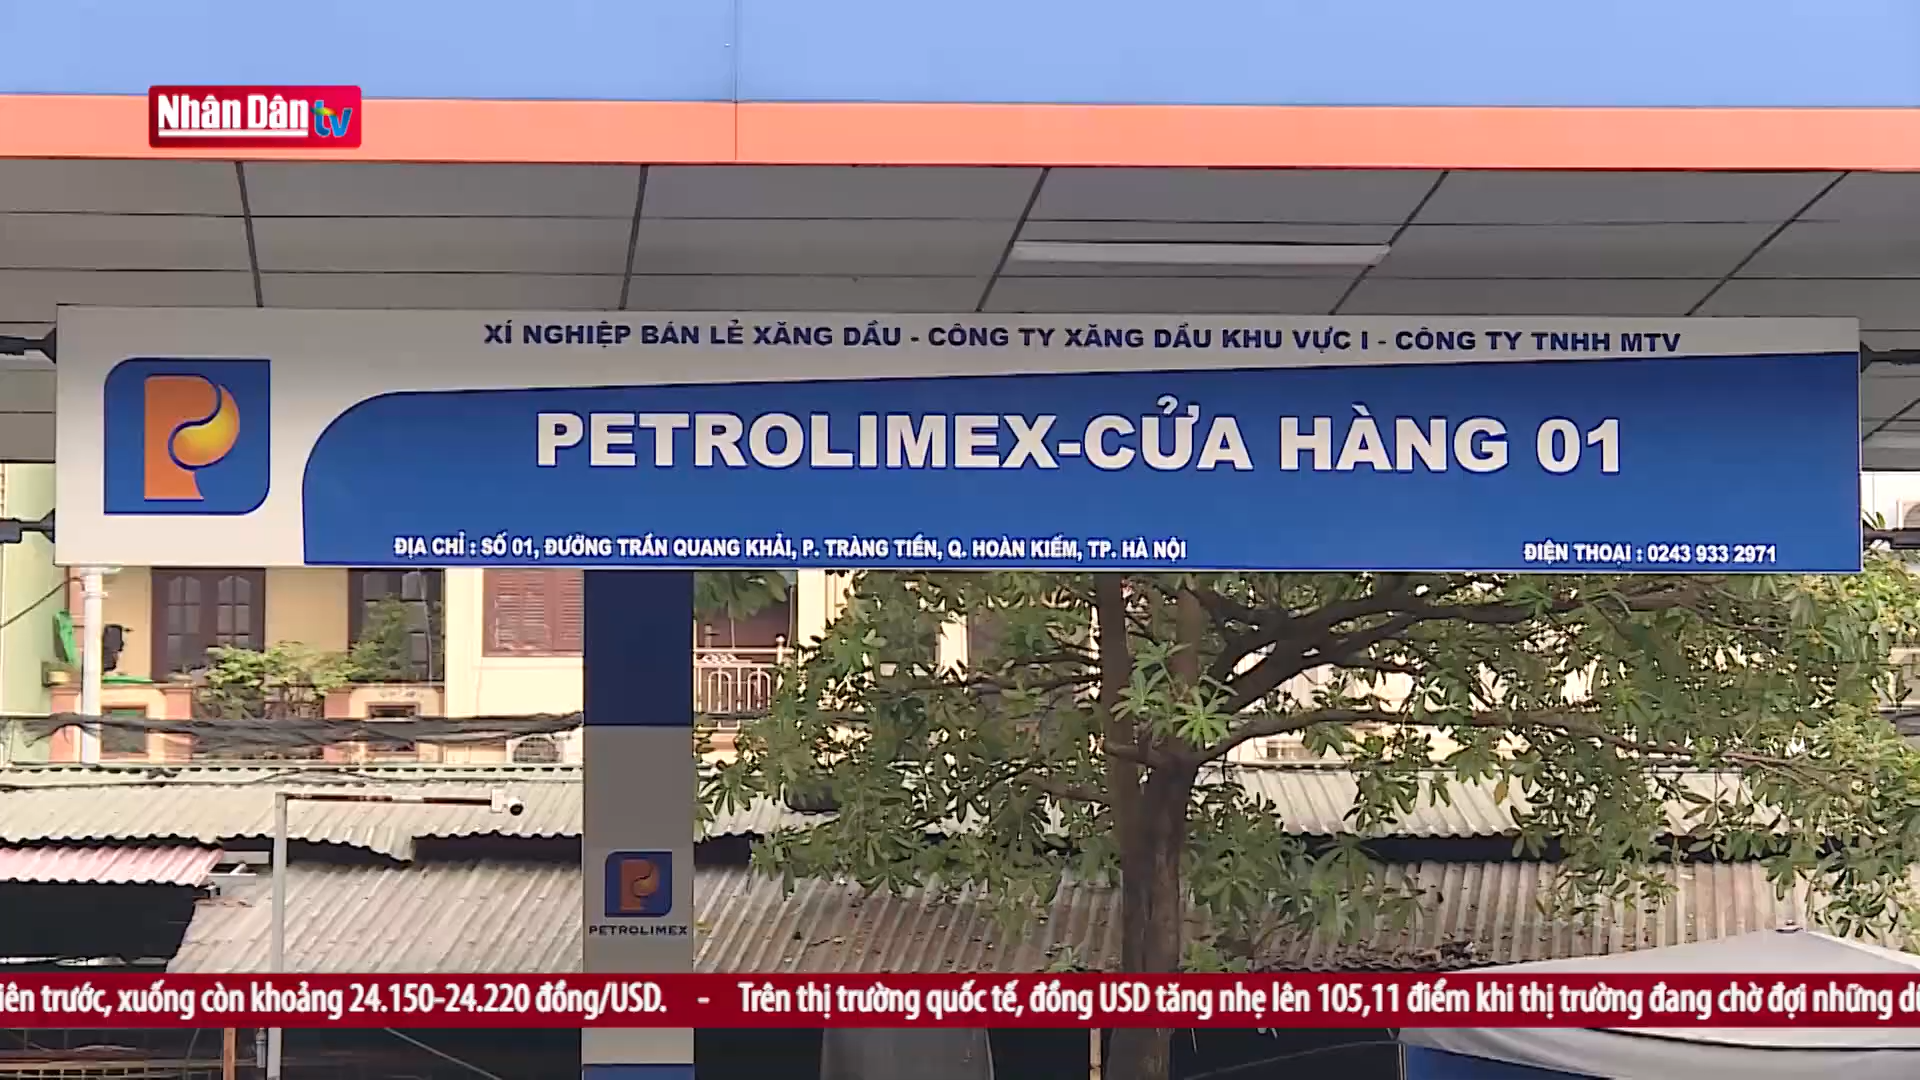 Nhân Dân tv
XÍ NGHIỆP BÁN LẺ XĂNG DẦU - CÔNG TY XĂNG DẦU KHU VỰC I - CÔNG TY TNHH MTV
PETROLIMEX-CỬA HÀNG 01
ĐỊA CHỈ : SỐ 01, ĐƯỜNG TRẦN QUANG KHẢI, P. TRÀNG TIỀN, Q. HOÀN KIẾM, TP. HÀ NỘI
ĐIỆN THOẠI : 0243 933 2971
PETROLIMEX
trước, xuống còn khoảng 24.150-24.220 đồng/USD. - Trên thị trường quốc tế, đồng USD tăng nhẹ lên 105,11 điểm khi thị trường đang chờ đợi những